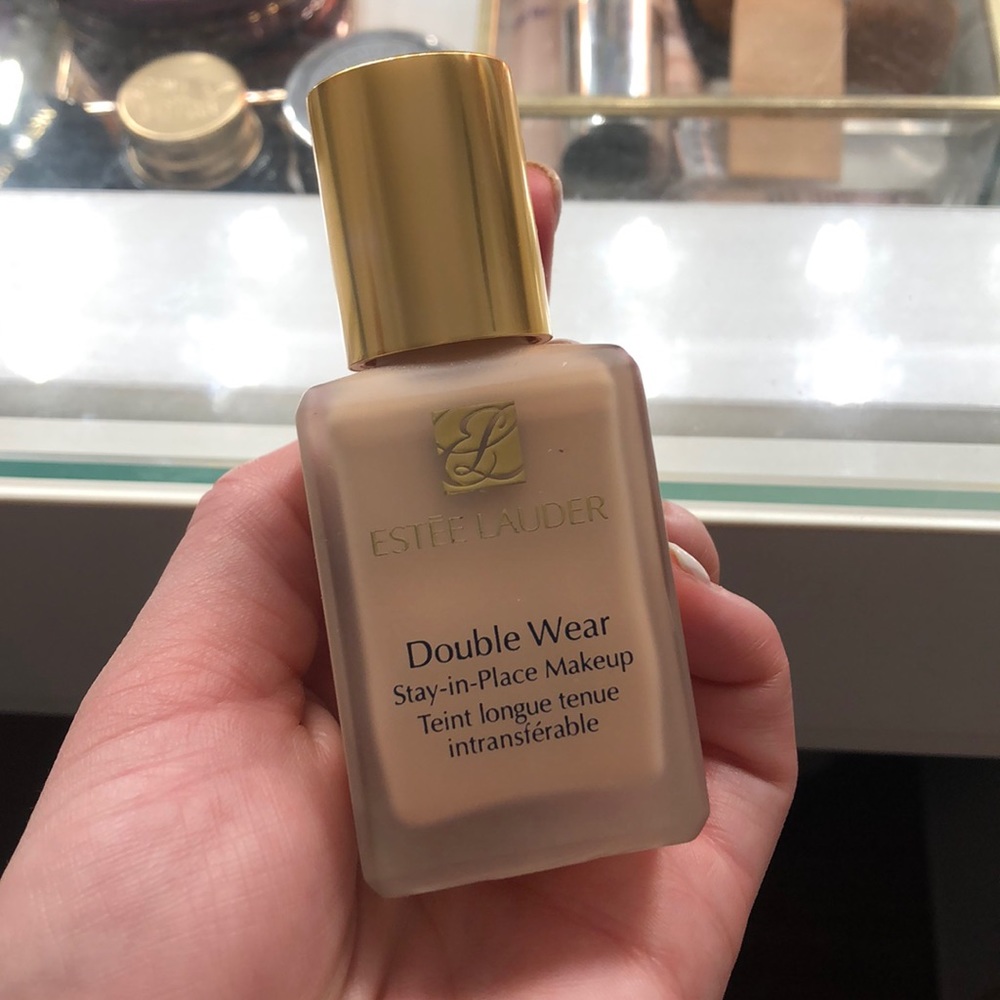 EL
ESTĒE LAUDER
Double Wear
Stay-in-Place Makeup
Teint longue tenue
intransférable